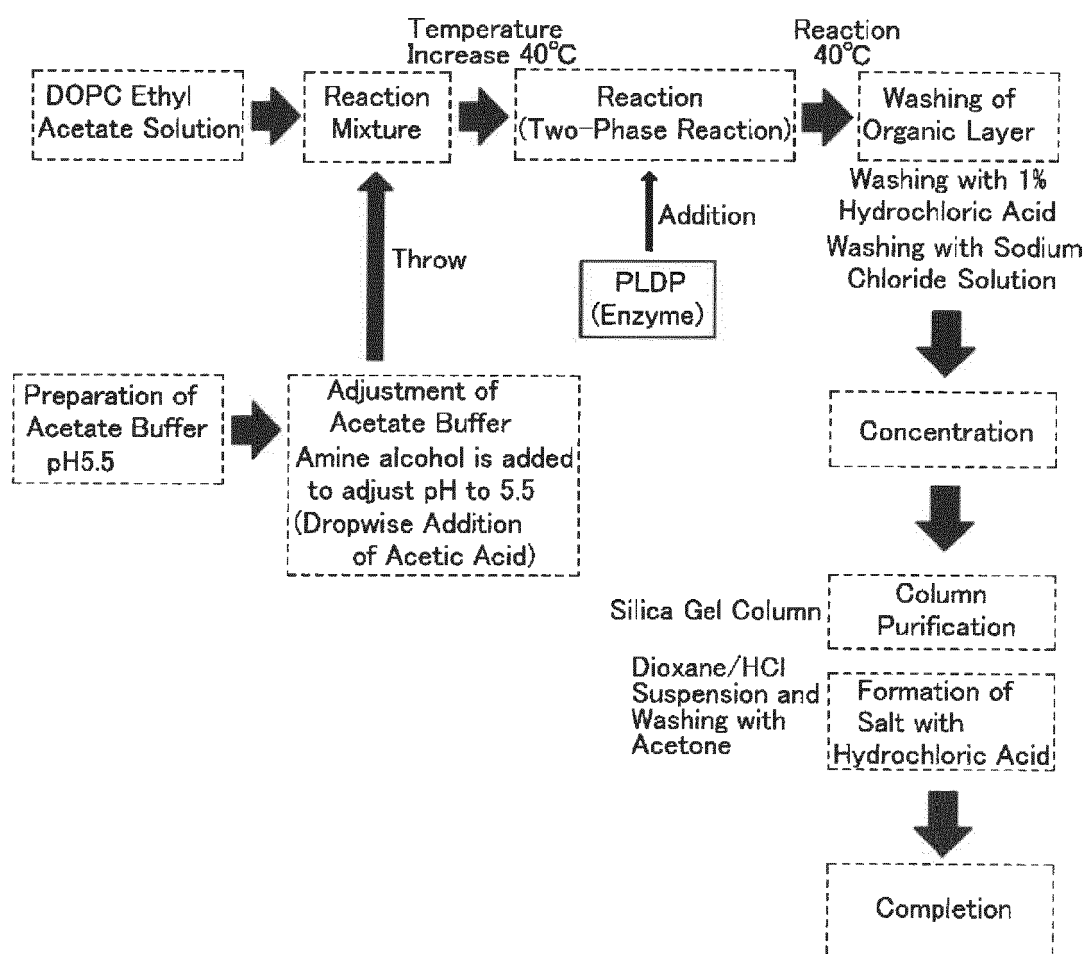 Temperature
Increase 40°C
Reaction
40°C
DOPC Ethyl
Acetate Solution
Reaction
Mixture
Reaction
(Two-Phase Reaction)
Washing of
Organic Layer
Washing with 1%
Hydrochloric Acid
Washing with Sodium
Chloride Solution
Addition
Throw
PLDP
(Enzyme)
Preparation of
Acetate Buffer
pH5.5
Adjustment of
Acetate Buffer
Amine alcohol is added
to adjust pH to 5.5
(Dropwise Addition
of Acetic Acid)
Concentration
Silica Gel Column
Column
Purification
Dioxane/HCl
Suspension and
Washing with
Acetone
Formation of
Salt with
Hydrochloric Acid
Completion